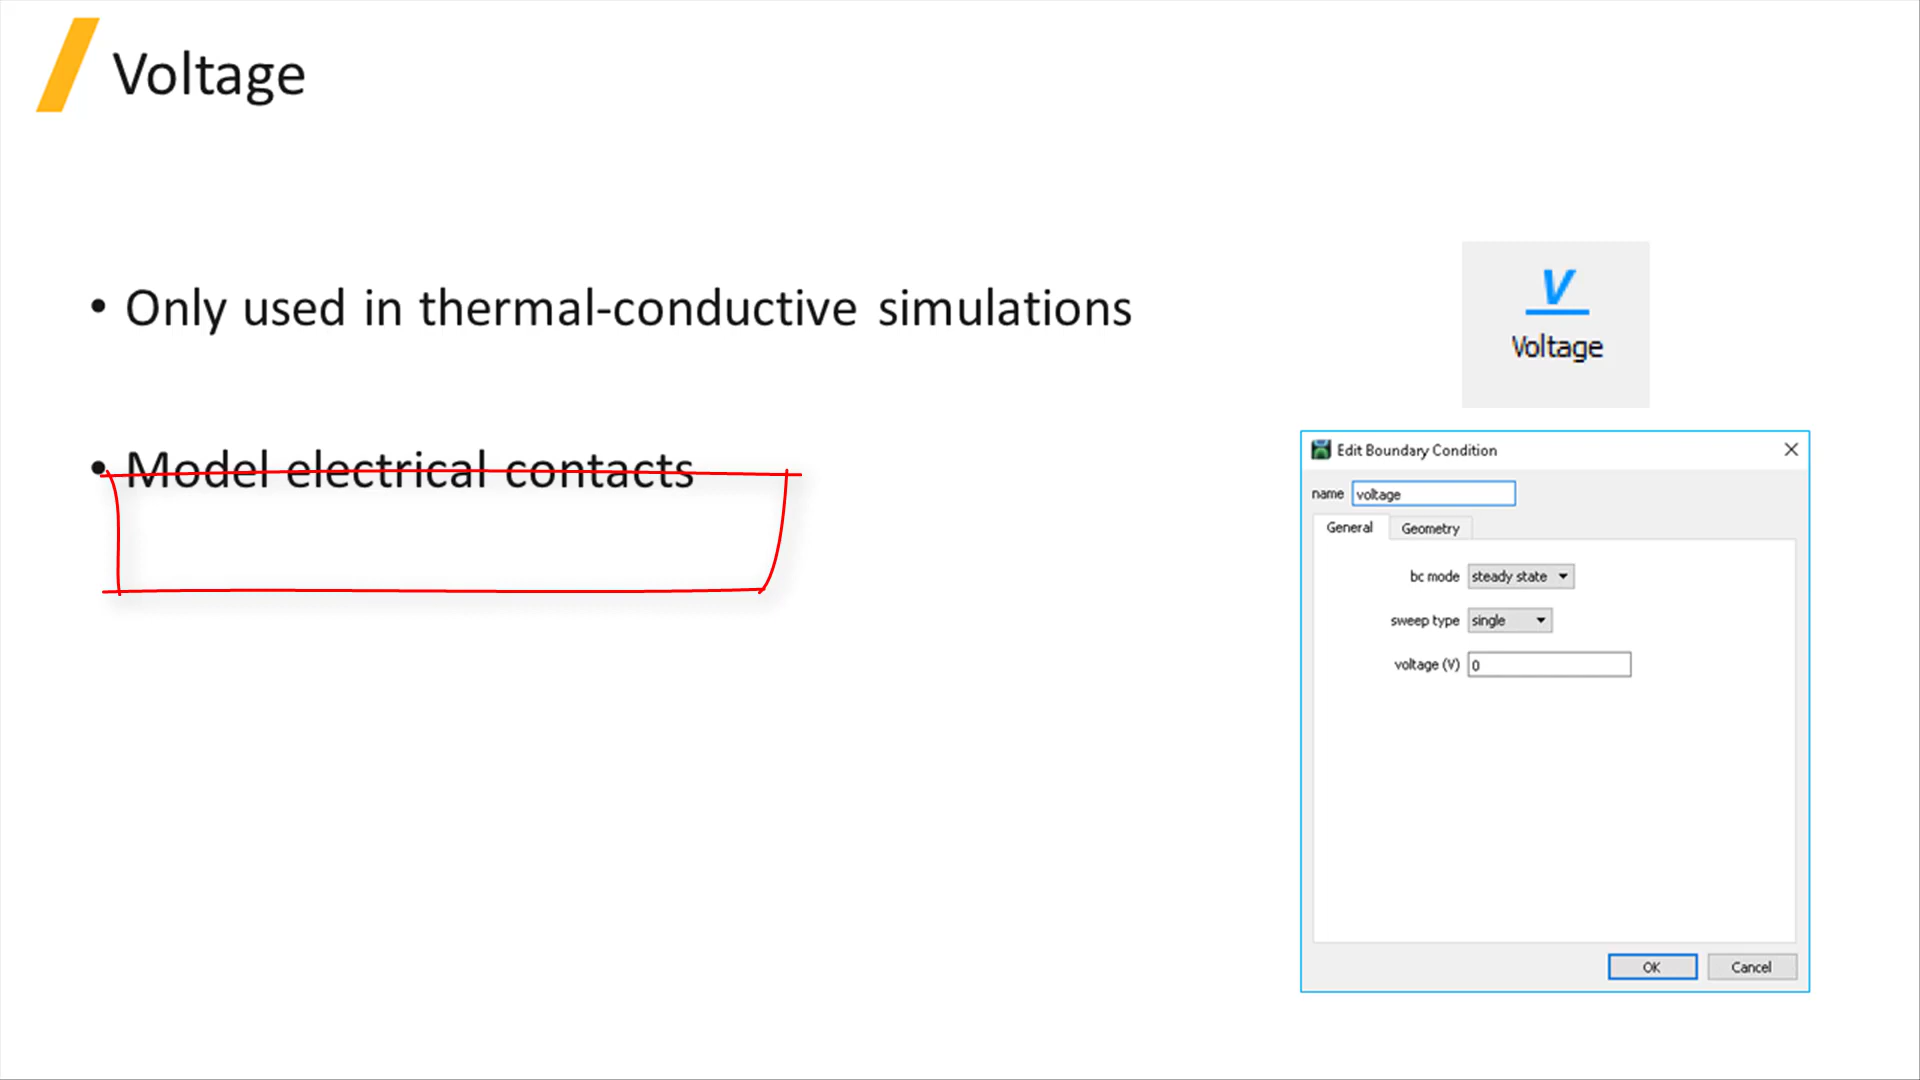 Voltage
• Only used in thermal-conductive simulations
• Model electrical contacts
V
Voltage
Edit Boundary Condition
name voltage
General Geometry
bc mode steady state
sweep type single
voltage (V) 0
OK Cancel